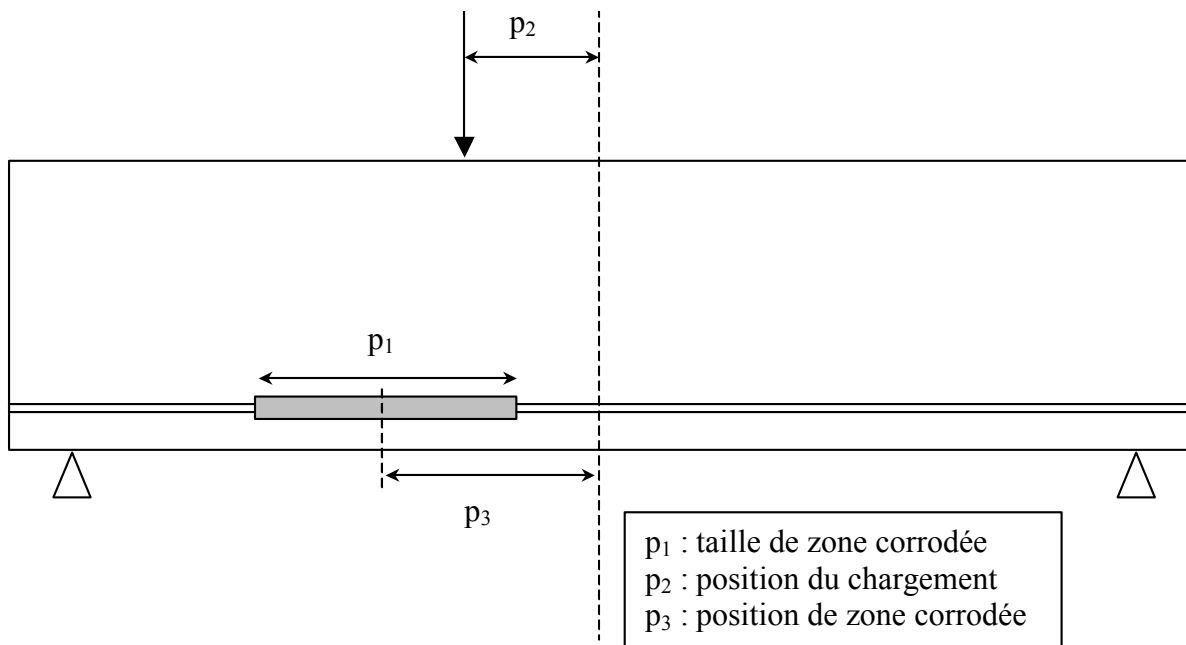 p₂
p₁
p₃
p₁ : taille de zone corrodée
p₂ : position du chargement
p₃ : position de zone corrodée